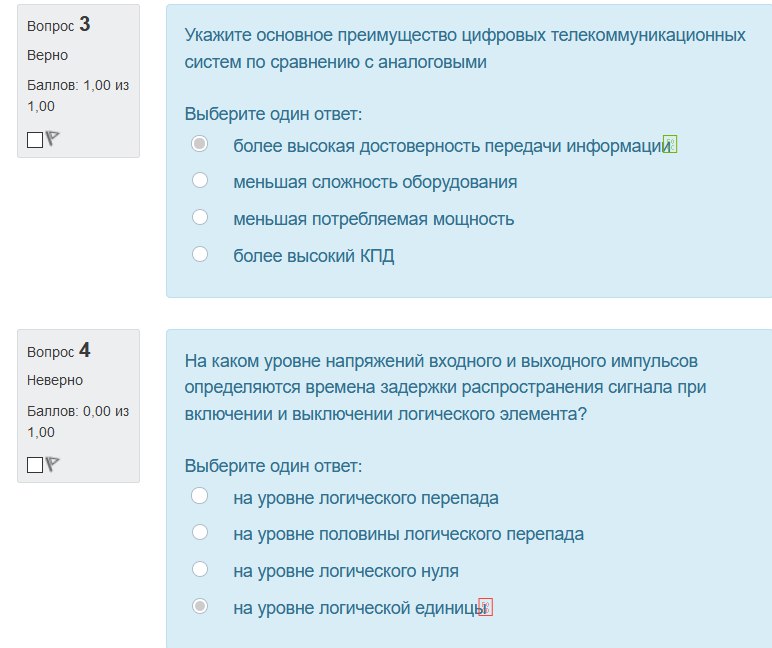 Вопрос 3
Верно
Баллов: 1,00 из
1,00
Укажите основное преимущество цифровых телекоммуникационных
систем по сравнению с аналоговыми
Выберите один ответ:
более высокая достоверность передачи информации
меньшая сложность оборудования
меньшая потребляемая мощность
более высокий КПД
Вопрос 4
Неверно
Баллов: 0,00 из
1,00
На каком уровне напряжений входного и выходного импульсов
определяются времена задержки распространения сигнала при
включении и выключении логического элемента?
Выберите один ответ:
на уровне логического перепада
на уровне половины логического перепада
на уровне логического нуля
на уровне логической единицы